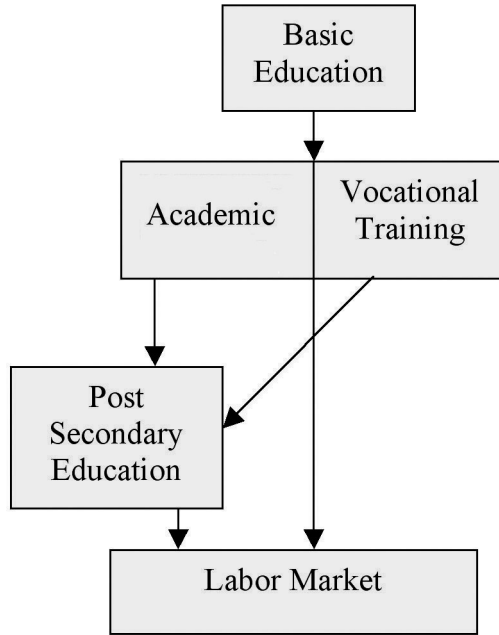 Basic
Education
Academic
Vocational
Training
Post
Secondary
Education
Labor Market